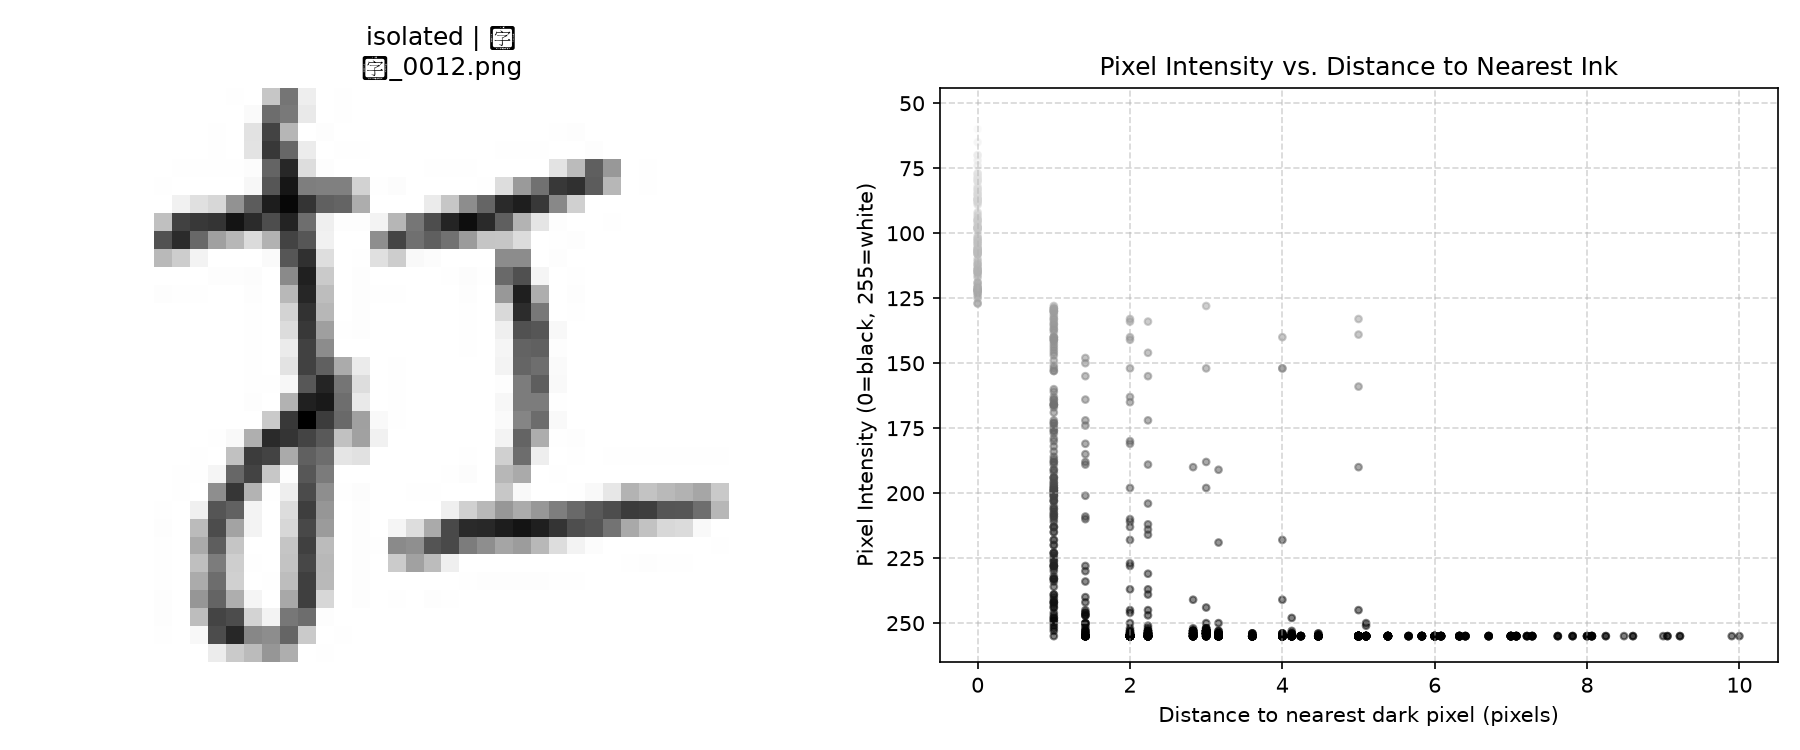 isolated |
_0012.png
扛
Pixel Intensity vs. Distance to Nearest Ink
Pixel Intensity (0=black, 255=white)
50
75
100
125
150
175
200
225
250
0 2 4 6 8 10
Distance to nearest dark pixel (pixels)